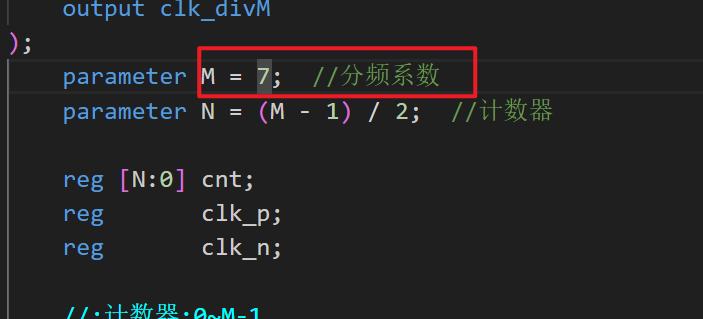 output clk_divM
);
parameter M = 7;  //分频系数
parameter N = (M - 1) / 2;  //计数器
reg [N:0] cnt;
reg       clk_p;
reg       clk_n;
//:计数器:0~M-1